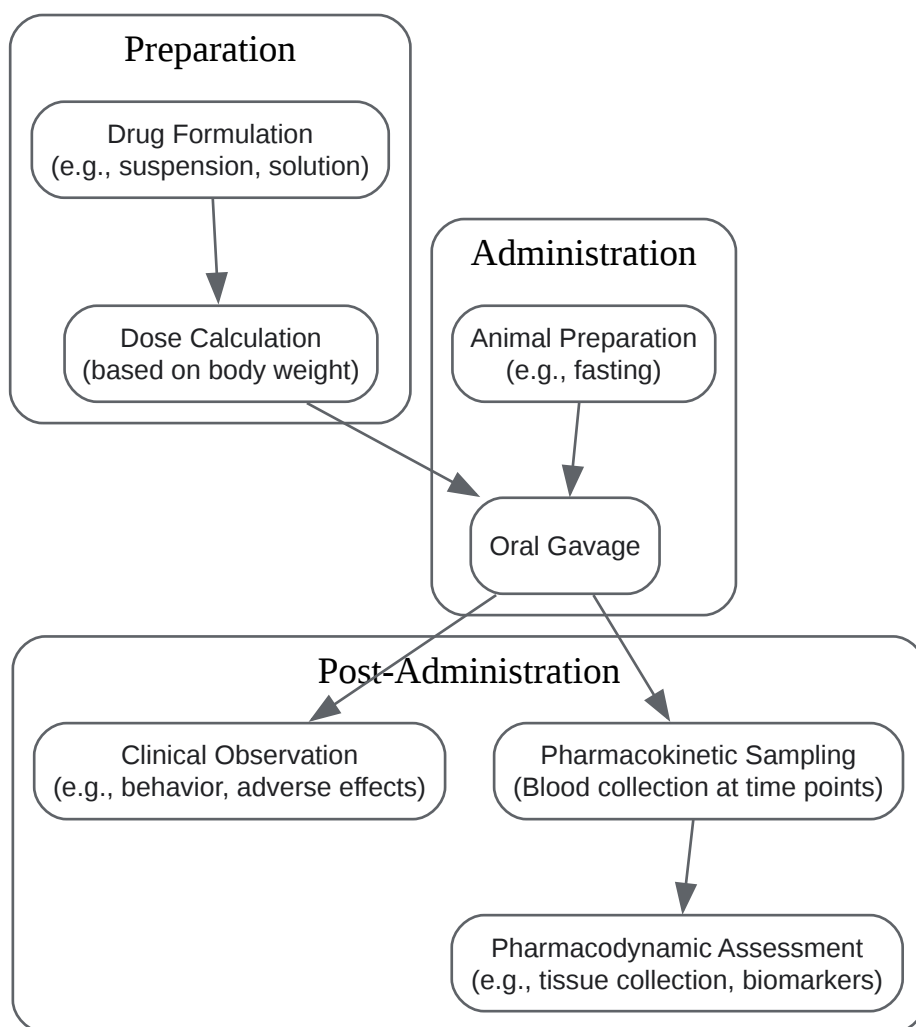 Preparation
Drug Formulation
(e.g., suspension, solution)
Dose Calculation
(based on body weight)
Administration
Animal Preparation
(e.g., fasting)
Oral Gavage
Post-Administration
Clinical Observation
(e.g., behavior, adverse effects)
Pharmacokinetic Sampling
(Blood collection at time points)
Pharmacodynamic Assessment
(e.g., tissue collection, biomarkers)